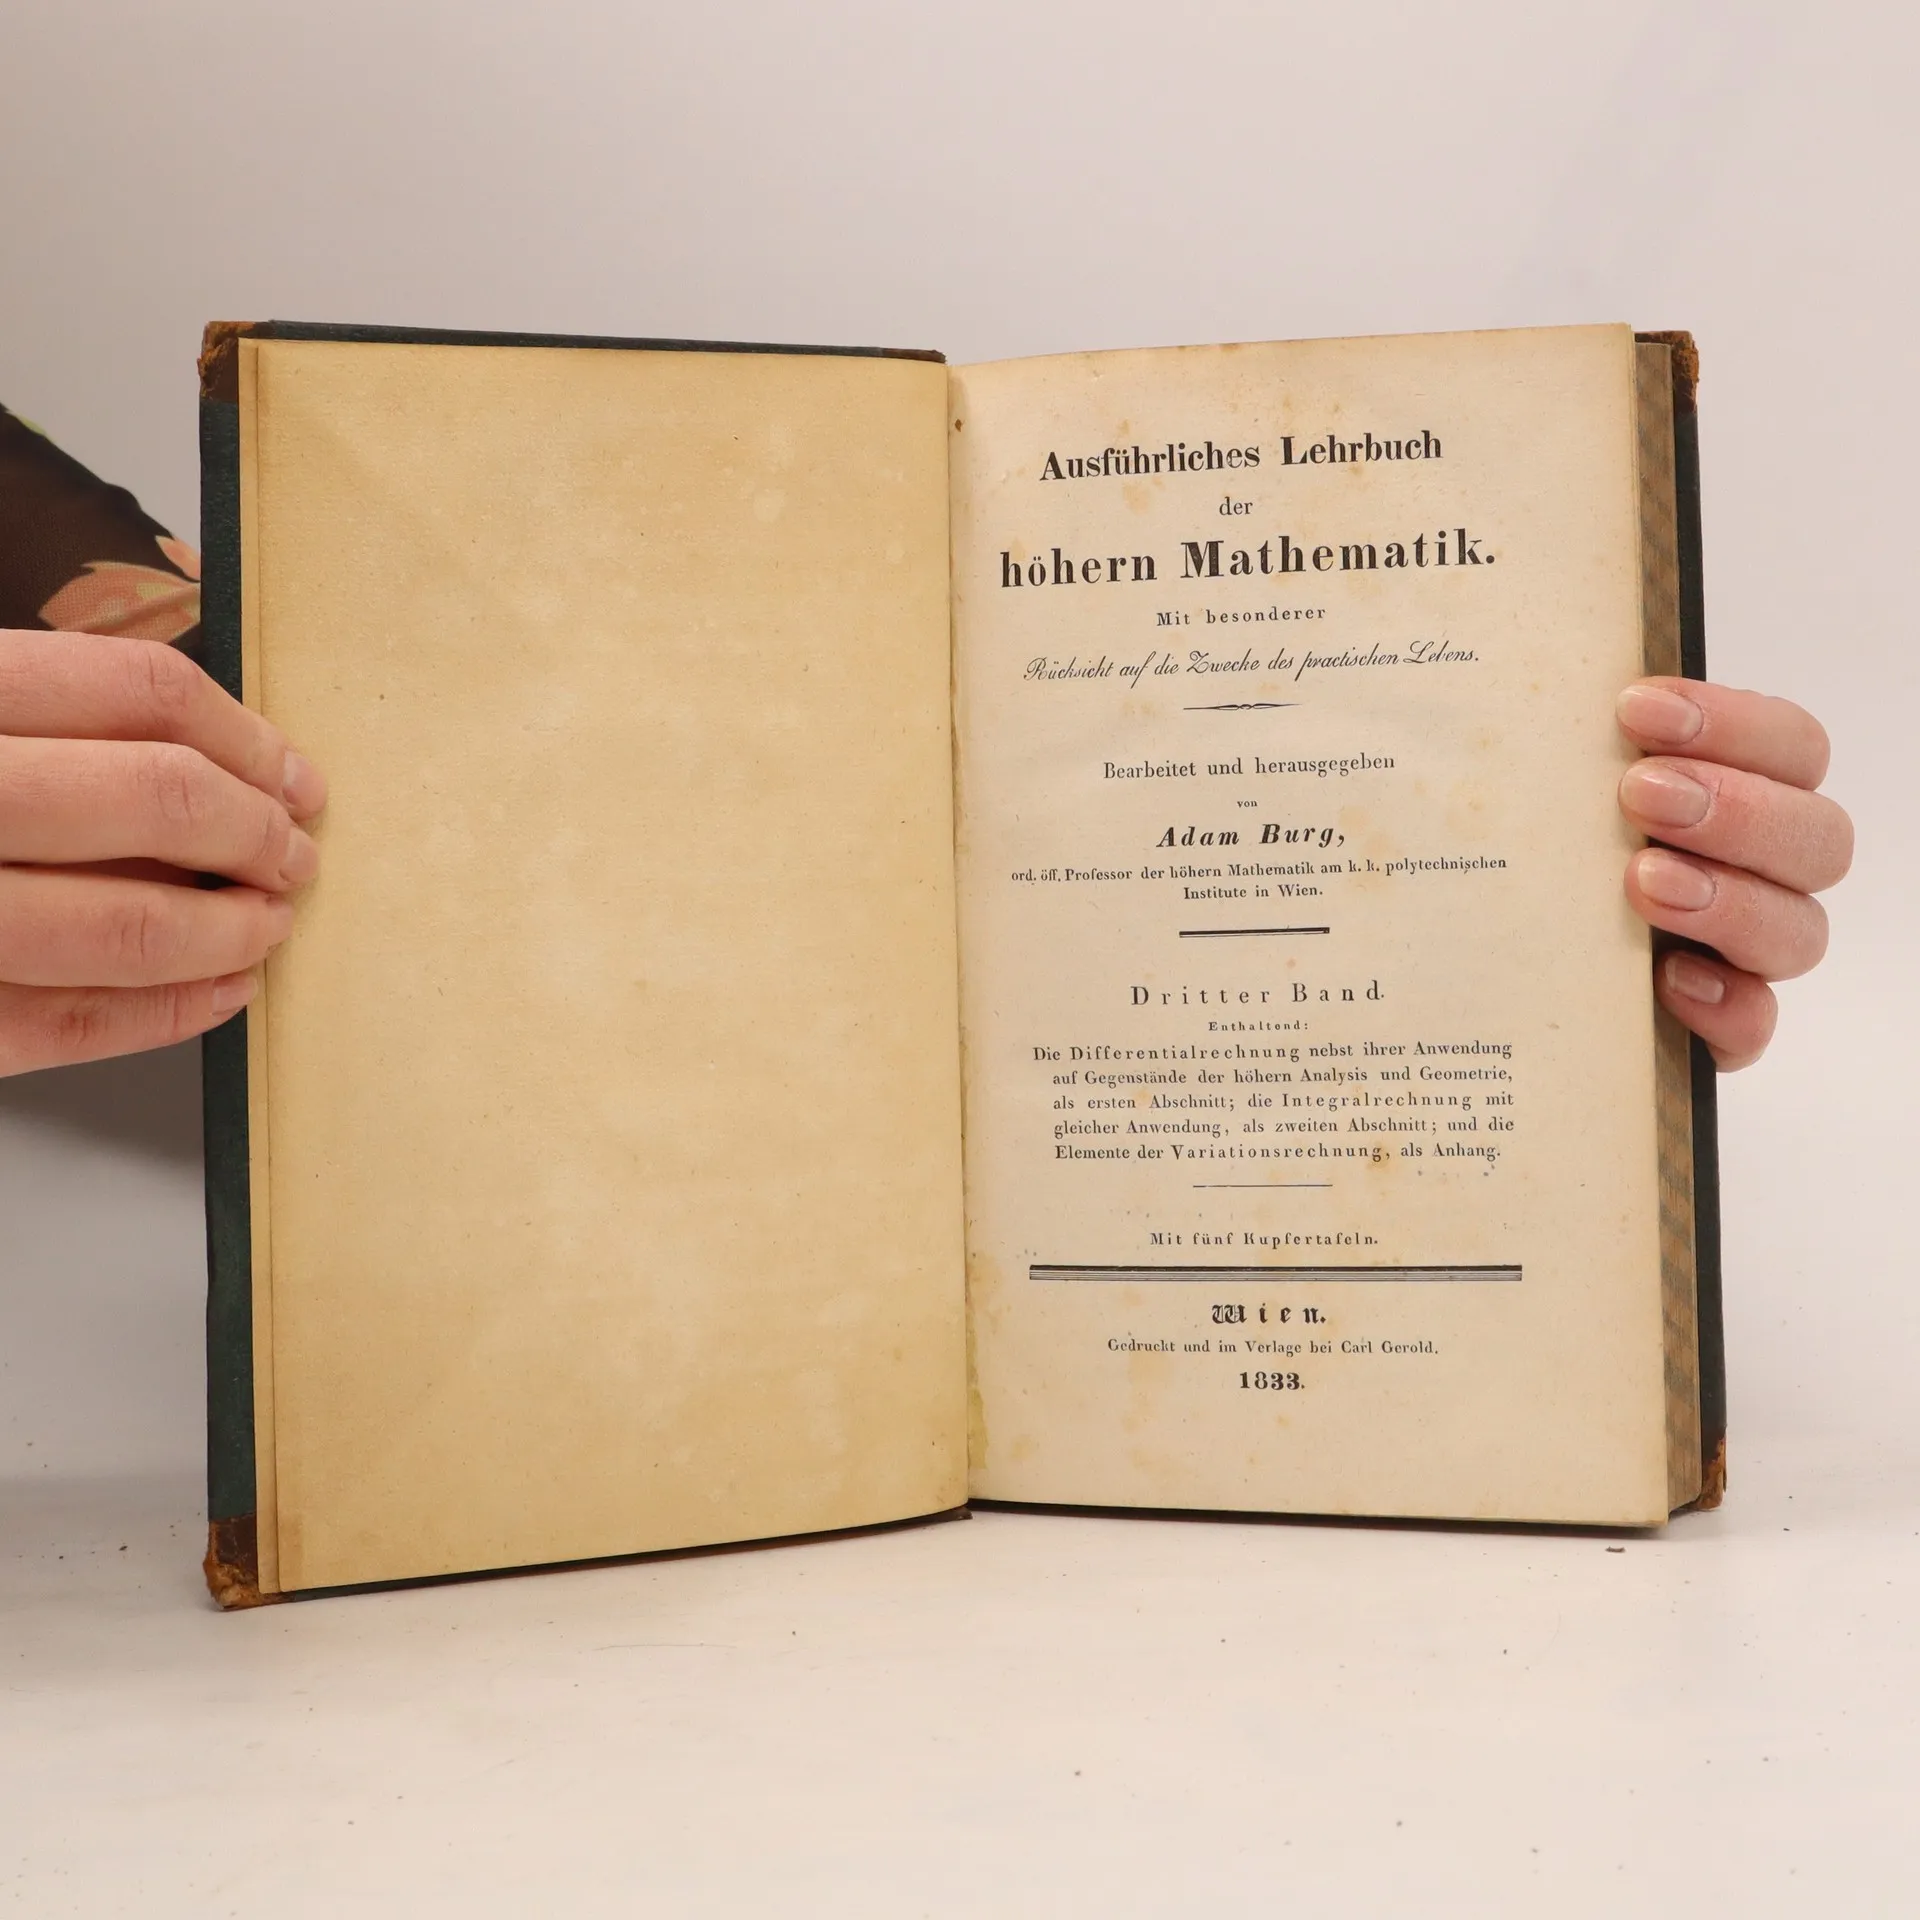 Ausführliches Lehrbuch
der
höhern Mathematik.
Mit besonderer
Rücksicht auf die Zwecke des practischen Lebens.
Bearbeitet und herausgegeben
von
Adam Burg,
ord. öff. Professor der höhern Mathematik am k. k. polytechnischen
Institute in Wien.
Dritter Band.
Enthaltend:
Die Differentialrechnung nebst ihrer Anwendung
auf Gegenstände der höhern Analysis und Geometrie,
als ersten Abschnitt; die Integralrechnung mit
gleicher Anwendung, als zweiten Abschnitt; und die
Elemente der Variationsrechnung, als Anhang.
Mit fünf Kupfertafeln.
Wien.
Gedruckt und im Verlage bei Carl Gerold.
1833.